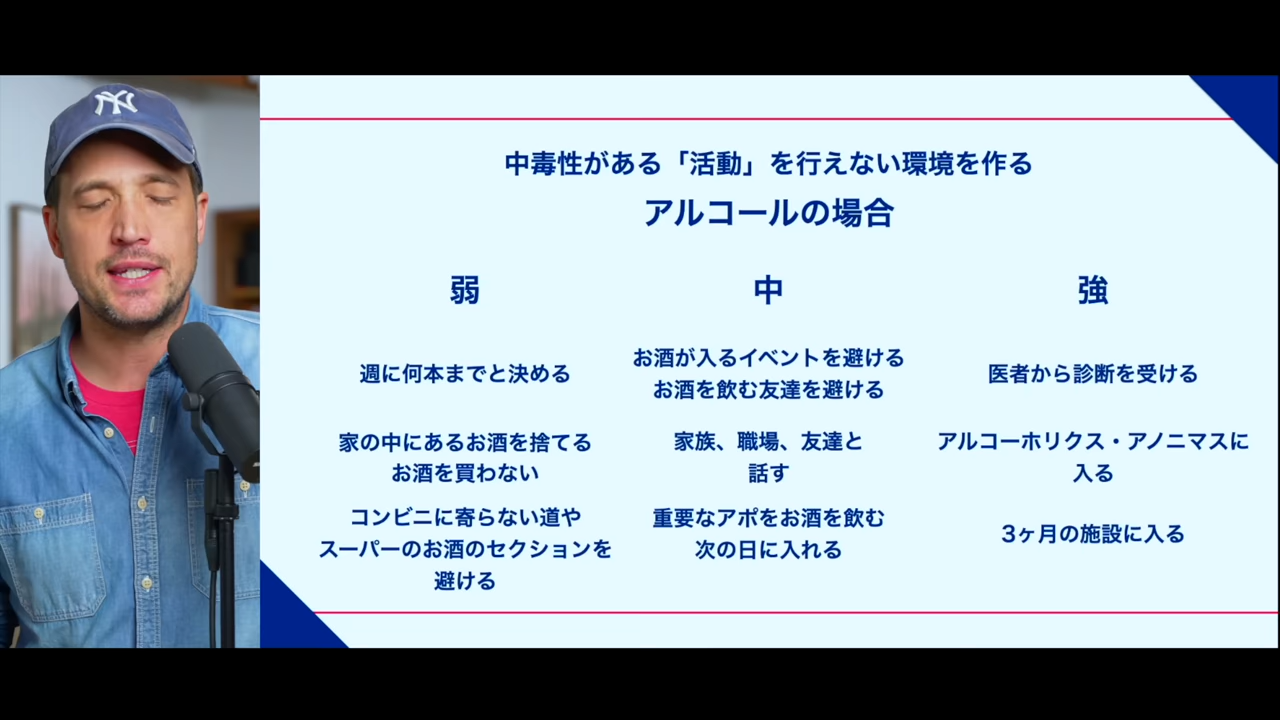 NY
中毒性がある「活動」を行えない環境を作る
アルコールの場合
弱
週に何本までと決める
家の中にあるお酒を捨てる
お酒を買わない
コンビニに寄らない道や
スーパーのお酒のセクションを
避ける
中
お酒が入るイベントを避ける
お酒を飲む友達を避ける
家族、職場、友達と
話す
重要なアポをお酒を飲む
次の日に入れる
強
医者から診断を受ける
アルコーホリクス・アノニマスに
入る
3ヶ月の施設に入る